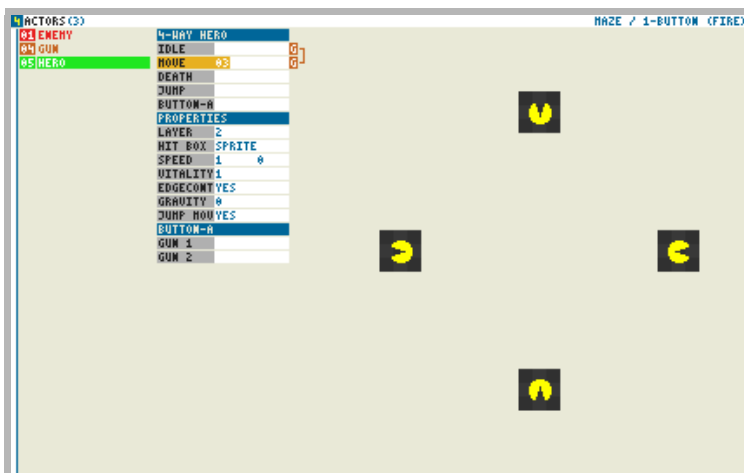 4 ACTORS(3) MAZE / 1-BUTTON (FIRE)
01 ENEMY
04 GUN
05 HERO
4-WAY HERO
IDLE G
MOVE 03 G
DEATH
JUMP
BUTTON-A
PROPERTIES
LAYER 2
HIT BOX SPRITE
SPEED 1 0
VITALITY 1
EDGECONT YES
GRAVITY 0
JUMP MOV YES
BUTTON-A
GUN 1
GUN 2